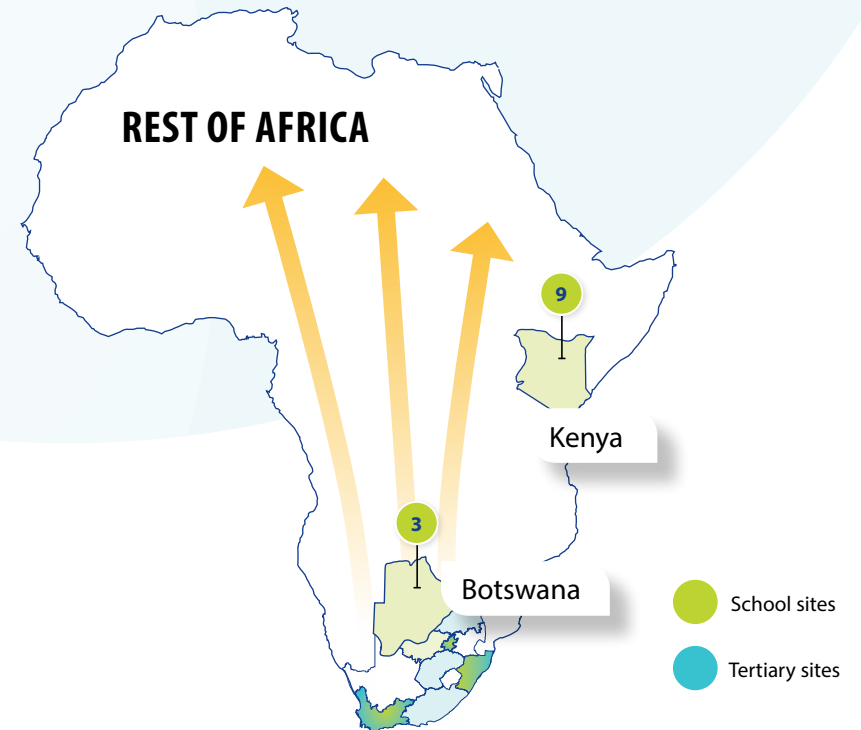 REST OF AFRICA
9
Kenya
3
Botswana
School sites
Tertiary sites